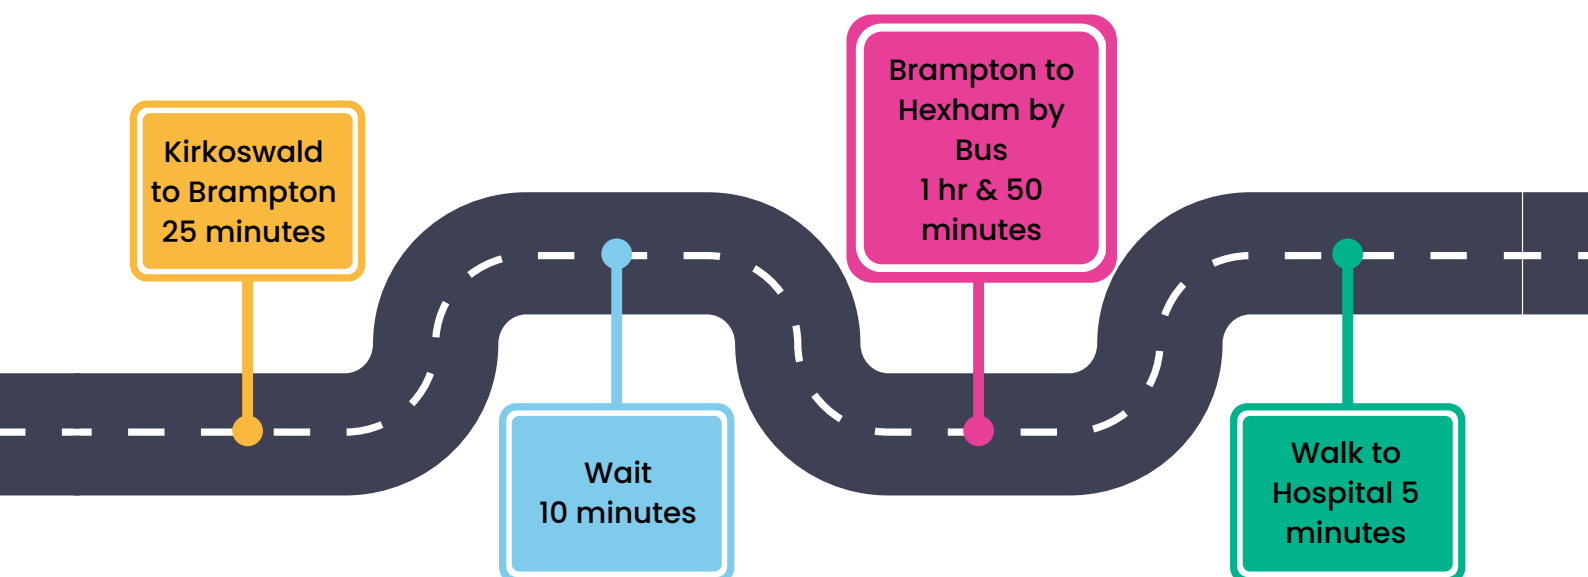 Kirkoswald
to Brampton
25 minutes
Wait
10 minutes
Brampton to
Hexham by
Bus
1 hr & 50
minutes
Walk to
Hospital 5
minutes